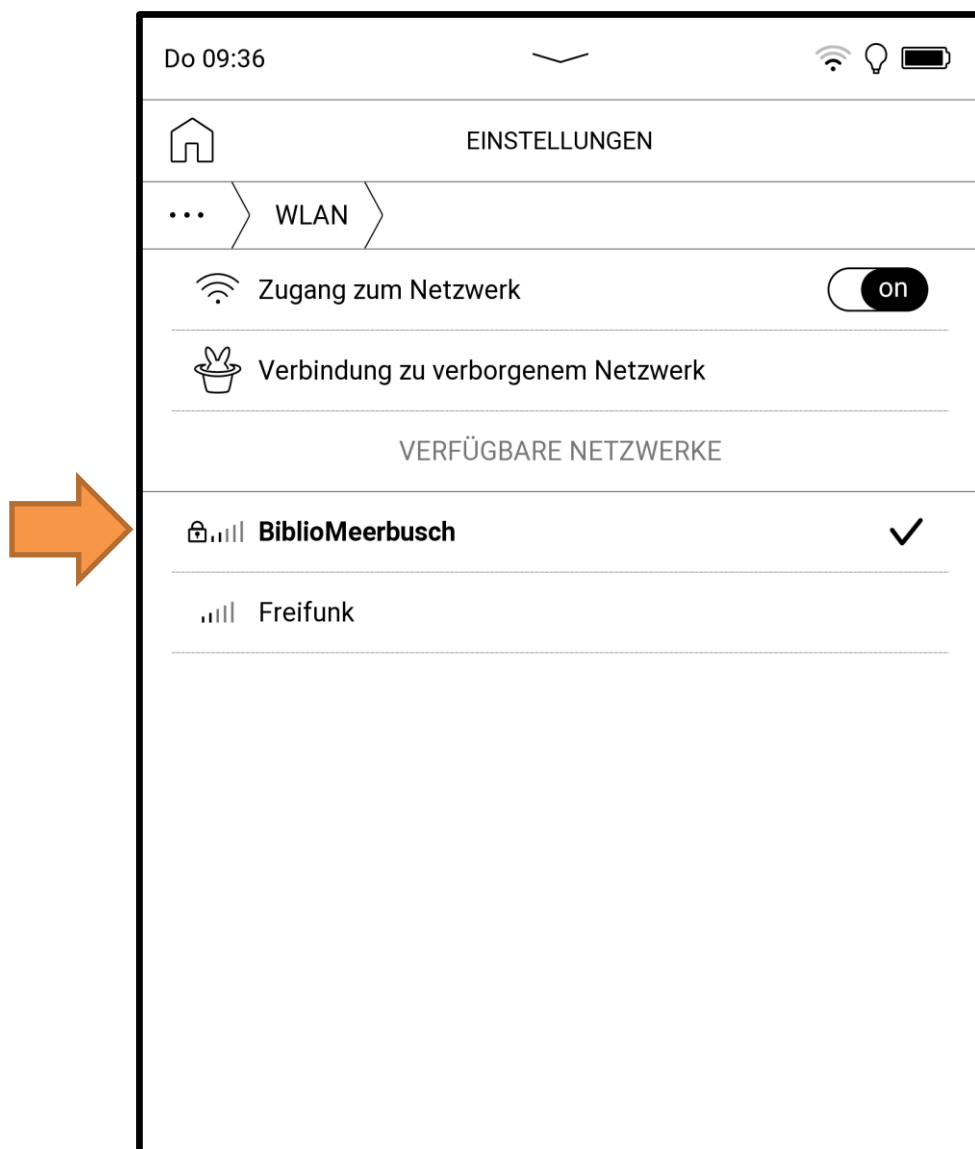 Do 09:36
EINSTELLUNGEN
... WLAN
Zugang zum Netzwerk on
Verbindung zu verborgenem Netzwerk
VERFÜGBARE NETZWERKE
BiblioMeerbusch
Freifunk